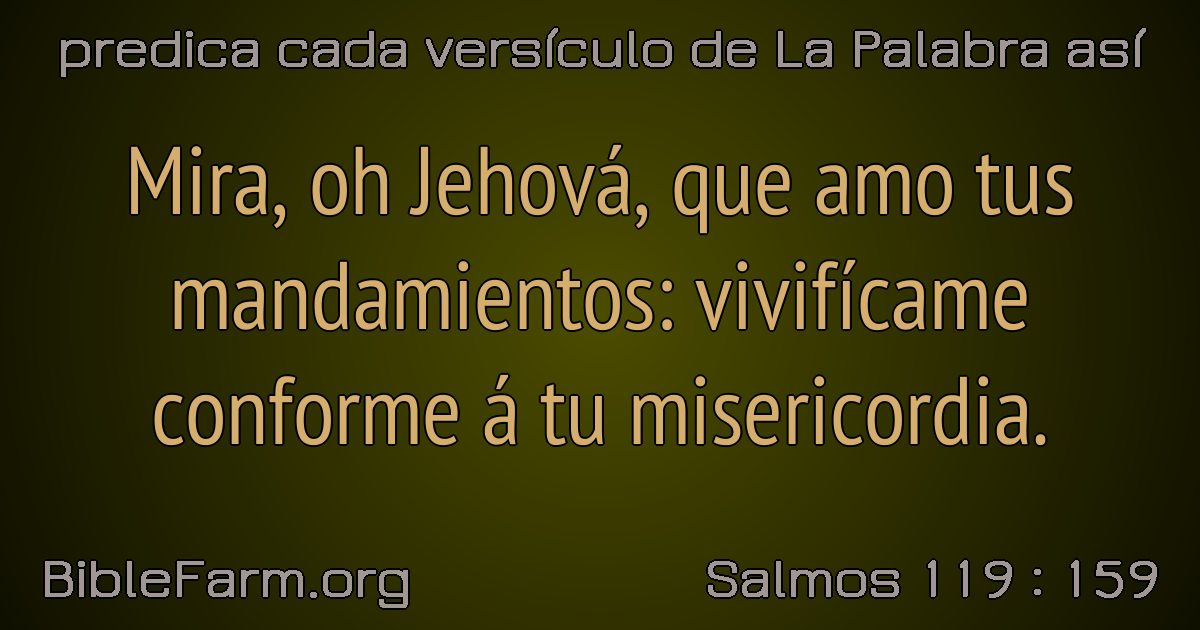 predica cada versículo de La Palabra así
Mira, oh Jehová, que amo tus
mandamientos: vivifícame
conforme á tu misericordia.
BibleFarm.org
Salmos 119 : 159